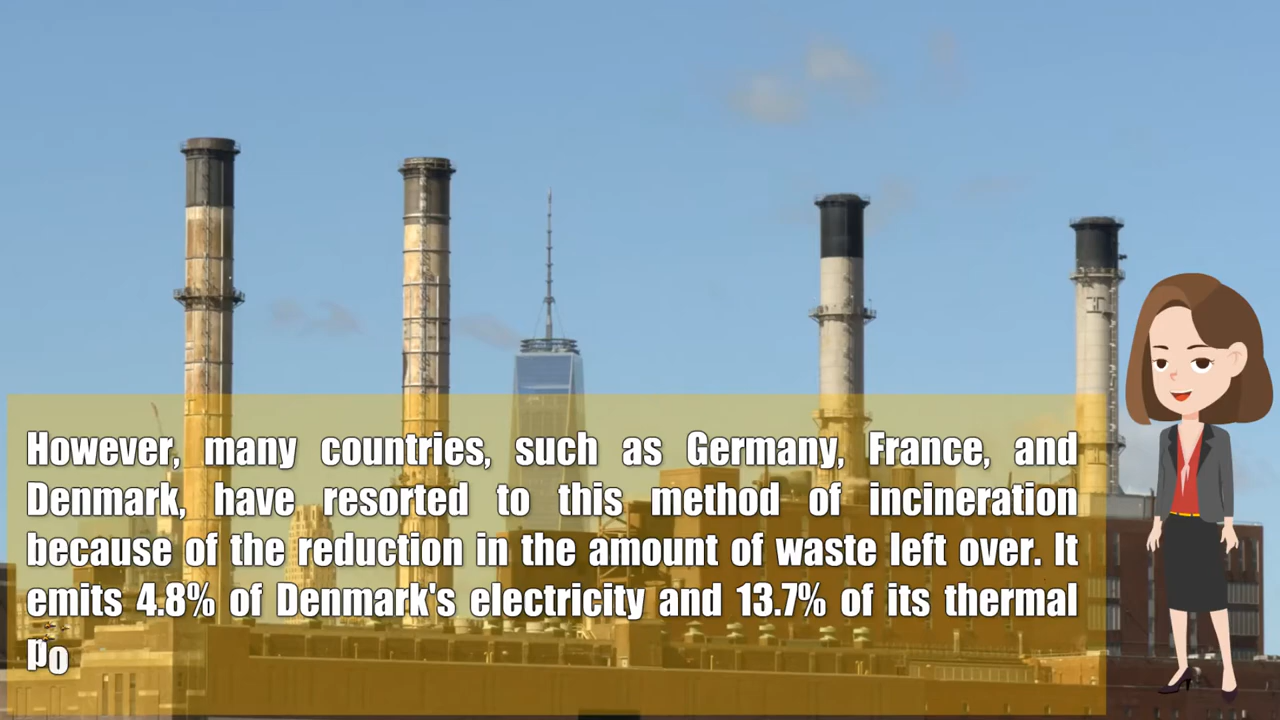 However, many countries, such as Germany, France, and
Denmark, have resorted to this method of incineration
because of the reduction in the amount of waste left over. It
emits 4.8% of Denmark's electricity and 13.7% of its thermal
po